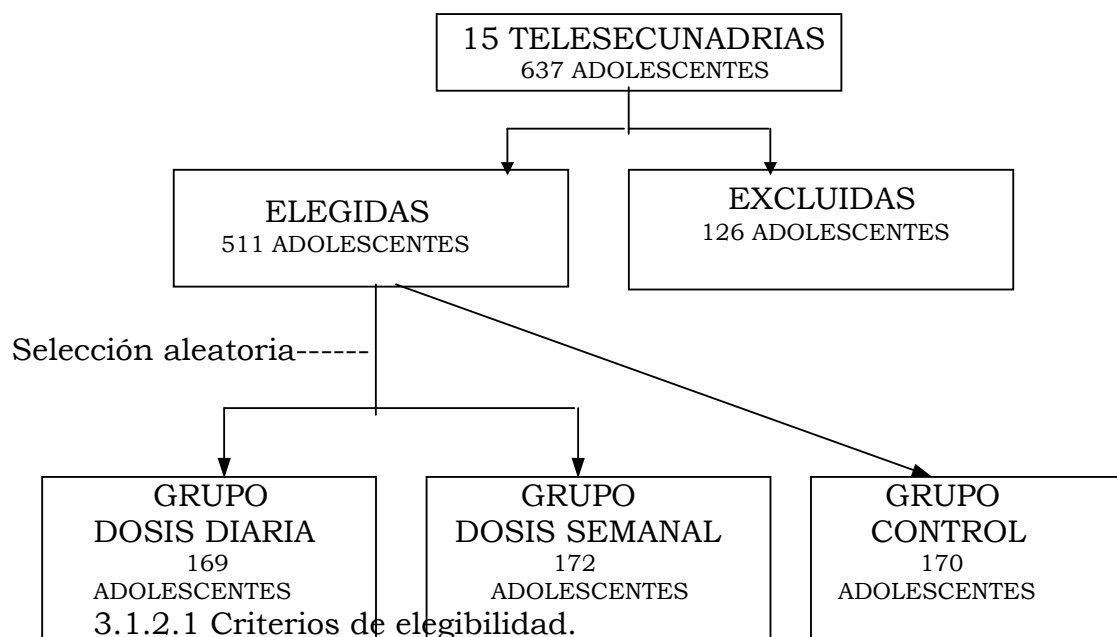 15 TELESECUNADRIAS
637 ADOLESCENTES
ELEGIDAS
511 ADOLESCENTES
EXCLUIDAS
126 ADOLESCENTES
Selección aleatoria------
GRUPO
DOSIS DIARIA
169
ADOLESCENTES
GRUPO
DOSIS SEMANAL
172
ADOLESCENTES
GRUPO
CONTROL
170
ADOLESCENTES
3.1.2.1 Criterios de elegibilidad.